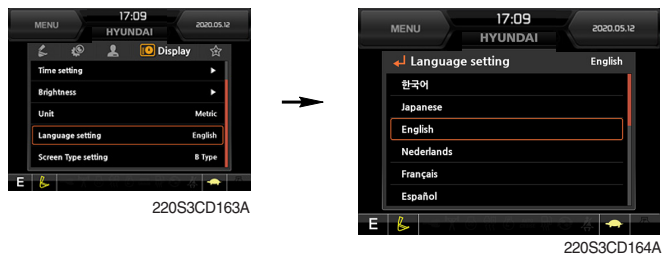 MENU
17:09
HYUNDAI
2020.05.12
Display
Time setting
Brightness
Unit Metric
Language setting English
Screen Type setting B Type
E
220S3CD163A
MENU
17:09
HYUNDAI
2020.05.12
Language setting English
한국어
Japanese
English
Nederlands
Français
Español
E
220S3CD164A